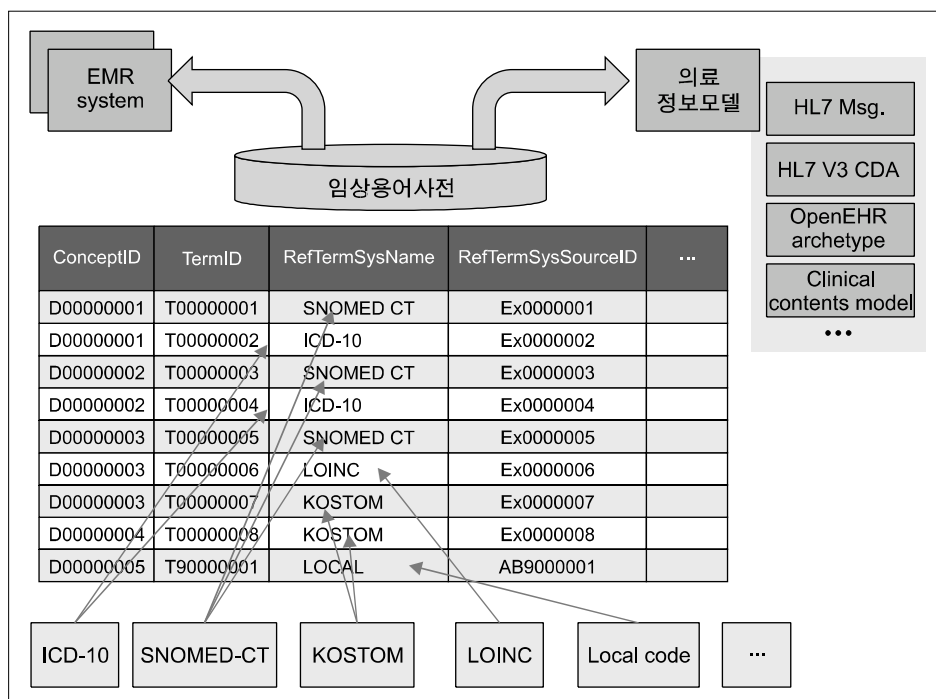 EMR
system
의료
정보모델
HL7 Msg.
HL7 V3 CDA
OpenEHR
archetype
Clinical
contents model
•••
임상용어사전
ConceptID TermID RefTermSysName RefTermSysSourceID ...
D00000001 T00000001 SNOMED CT Ex0000001
D00000001 T00000002 ICD-10 Ex0000002
D00000002 T00000003 SNOMED CT Ex0000003
D00000002 T00000004 ICD-10 Ex0000004
D00000003 T00000005 SNOMED CT Ex0000005
D00000003 T00000006 LOINC Ex0000006
D00000003 T00000007 KOSTOM Ex0000007
D00000004 T00000008 KOSTOM Ex0000008
D00000005 T90000001 LOCAL AB9000001
ICD-10 SNOMED-CT KOSTOM LOINC Local code ...